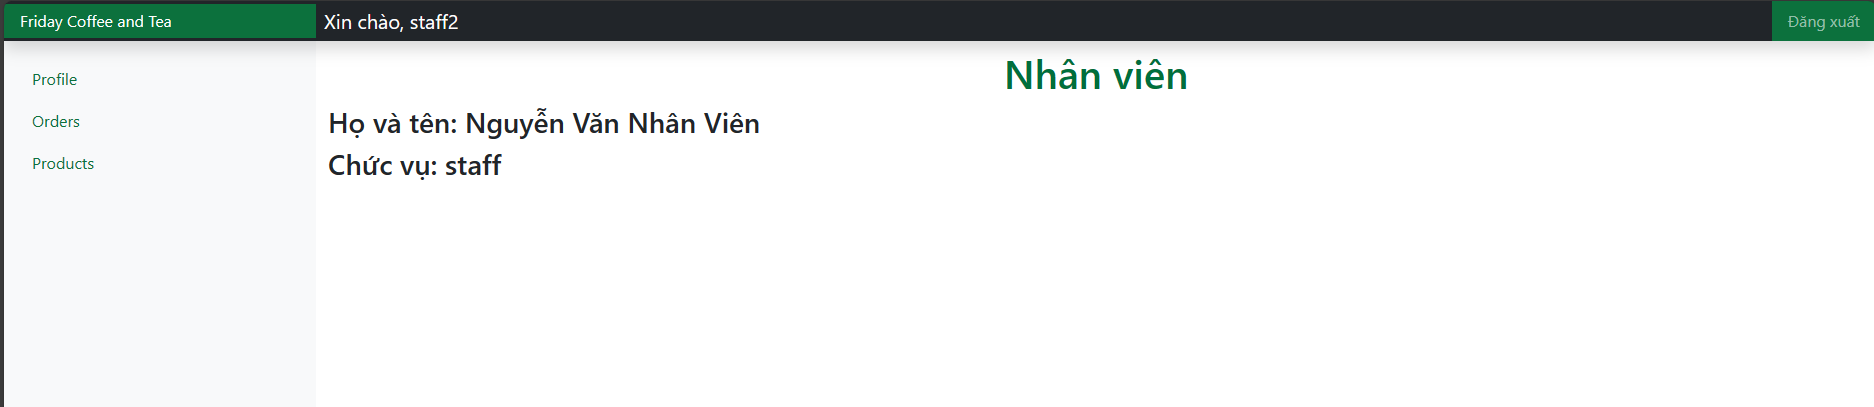 Friday Coffee and Tea
Xin chào, staff2
Đăng xuất
Profile
Orders
Products
Nhân viên
Họ và tên: Nguyễn Văn Nhân Viên
Chức vụ: staff